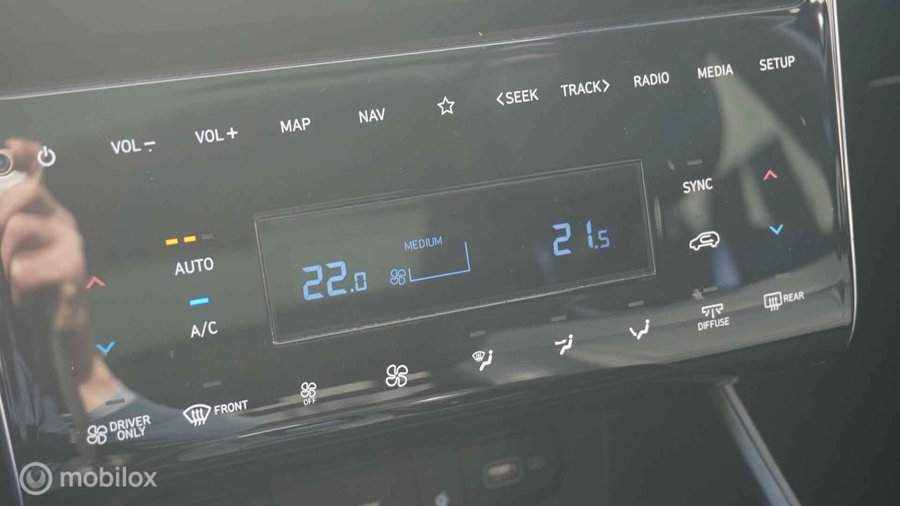 VOL− VOL+ MAP NAV <SEEK TRACK> RADIO MEDIA SETUP
SYNC
AUTO
MEDIUM
22.0 21.5
A/C
DIFFUSE
REAR
DRIVER
ONLY
FRONT
OFF
mobilox